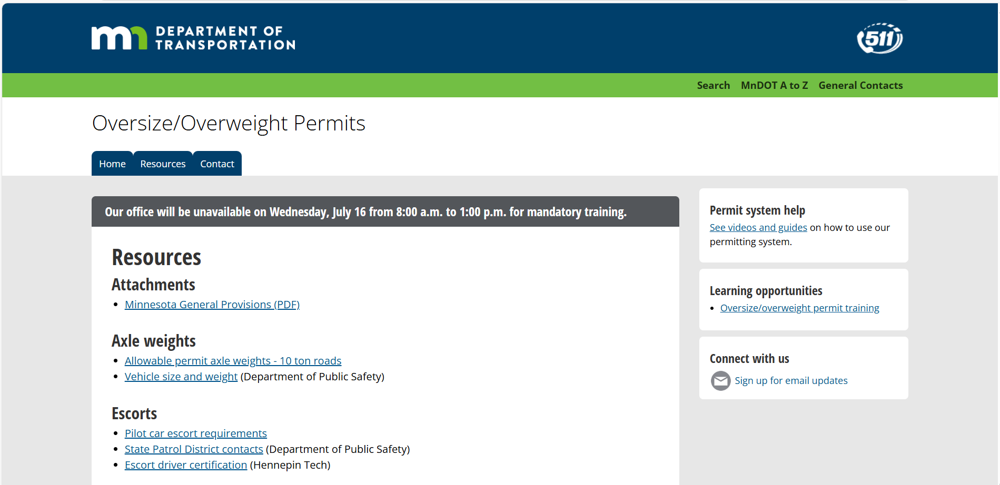 mn DEPARTMENT OF
TRANSPORTATION
511
Search MnDOT A to Z General Contacts
Oversize/Overweight Permits
Home Resources Contact
Our office will be unavailable on Wednesday, July 16 from 8:00 a.m. to 1:00 p.m. for mandatory training.
Resources
Attachments
• Minnesota General Provisions (PDF)
Axle weights
• Allowable permit axle weights - 10 ton roads
• Vehicle size and weight (Department of Public Safety)
Escorts
• Pilot car escort requirements
• State Patrol District contacts (Department of Public Safety)
• Escort driver certification (Hennepin Tech)
Permit system help
See videos and guides on how to use our
permitting system.
Learning opportunities
• Oversize/overweight permit training
Connect with us
Sign up for email updates